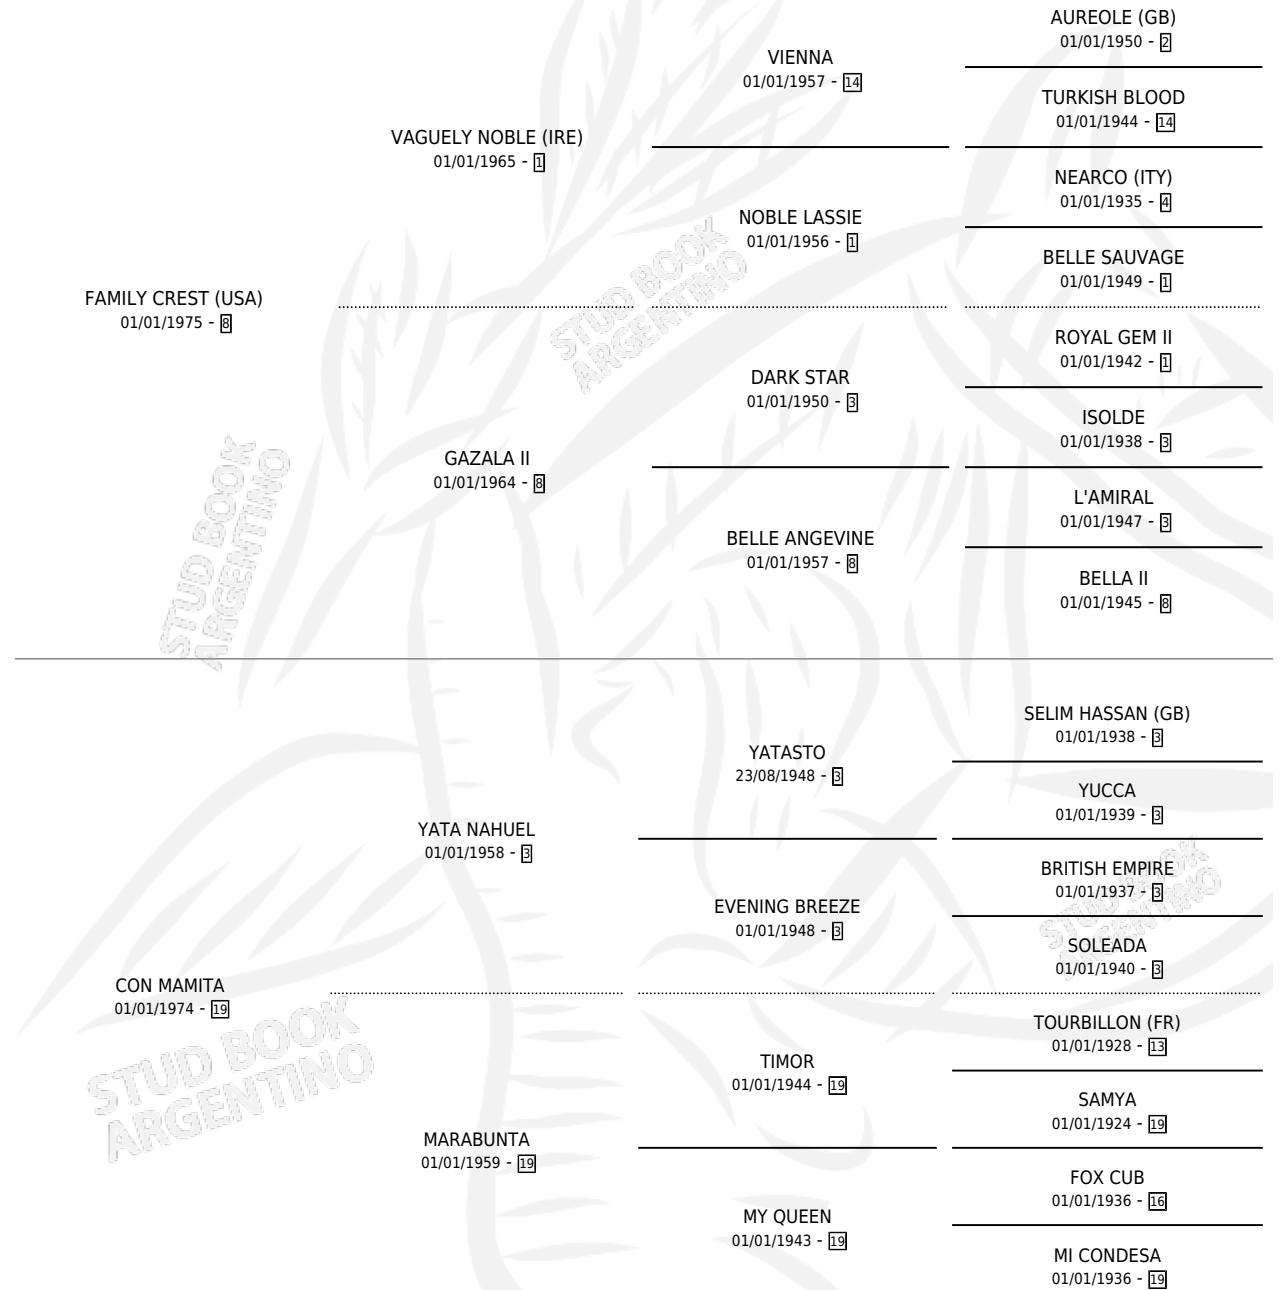 AUREOLE (GB)
01/01/1950 - 2
VIENNA
01/01/1957 - 14
TURKISH BLOOD
01/01/1944 - 14
VAGUELY NOBLE (IRE)
01/01/1965 - 1
NEARCO (ITY)
01/01/1935 - 4
NOBLE LASSIE
01/01/1956 - 1
BELLE SAUVAGE
01/01/1949 - 1
FAMILY CREST (USA)
01/01/1975 - 8
STUD BOOK
ARGENTINO
ROYAL GEM II
01/01/1942 - 1
DARK STAR
01/01/1950 - 3
ISOLDE
01/01/1938 - 3
GAZALA II
01/01/1964 - 8
L'AMIRAL
01/01/1947 - 3
BELLE ANGEVINE
01/01/1957 - 8
BELLA II
01/01/1945 - 8
STUD BOOK
ARGENTINO
SELIM HASSAN (GB)
01/01/1938 - 3
YATASTO
23/08/1948 - 3
YUCCA
01/01/1939 - 3
YATA NAHUEL
01/01/1958 - 3
BRITISH EMPIRE
01/01/1937 - 3
EVENING BREEZE
01/01/1948 - 3
SOLEADA
01/01/1940 - 3
STUD BOOK
ARGENTINO
CON MAMITA
01/01/1974 - 19
TOURBILLON (FR)
01/01/1928 - 13
TIMOR
01/01/1944 - 19
SAMYA
01/01/1924 - 19
STUD BOOK
ARGENTINO
MARABUNTA
01/01/1959 - 19
FOX CUB
01/01/1936 - 16
MY QUEEN
01/01/1943 - 19
MI CONDESA
01/01/1936 - 19